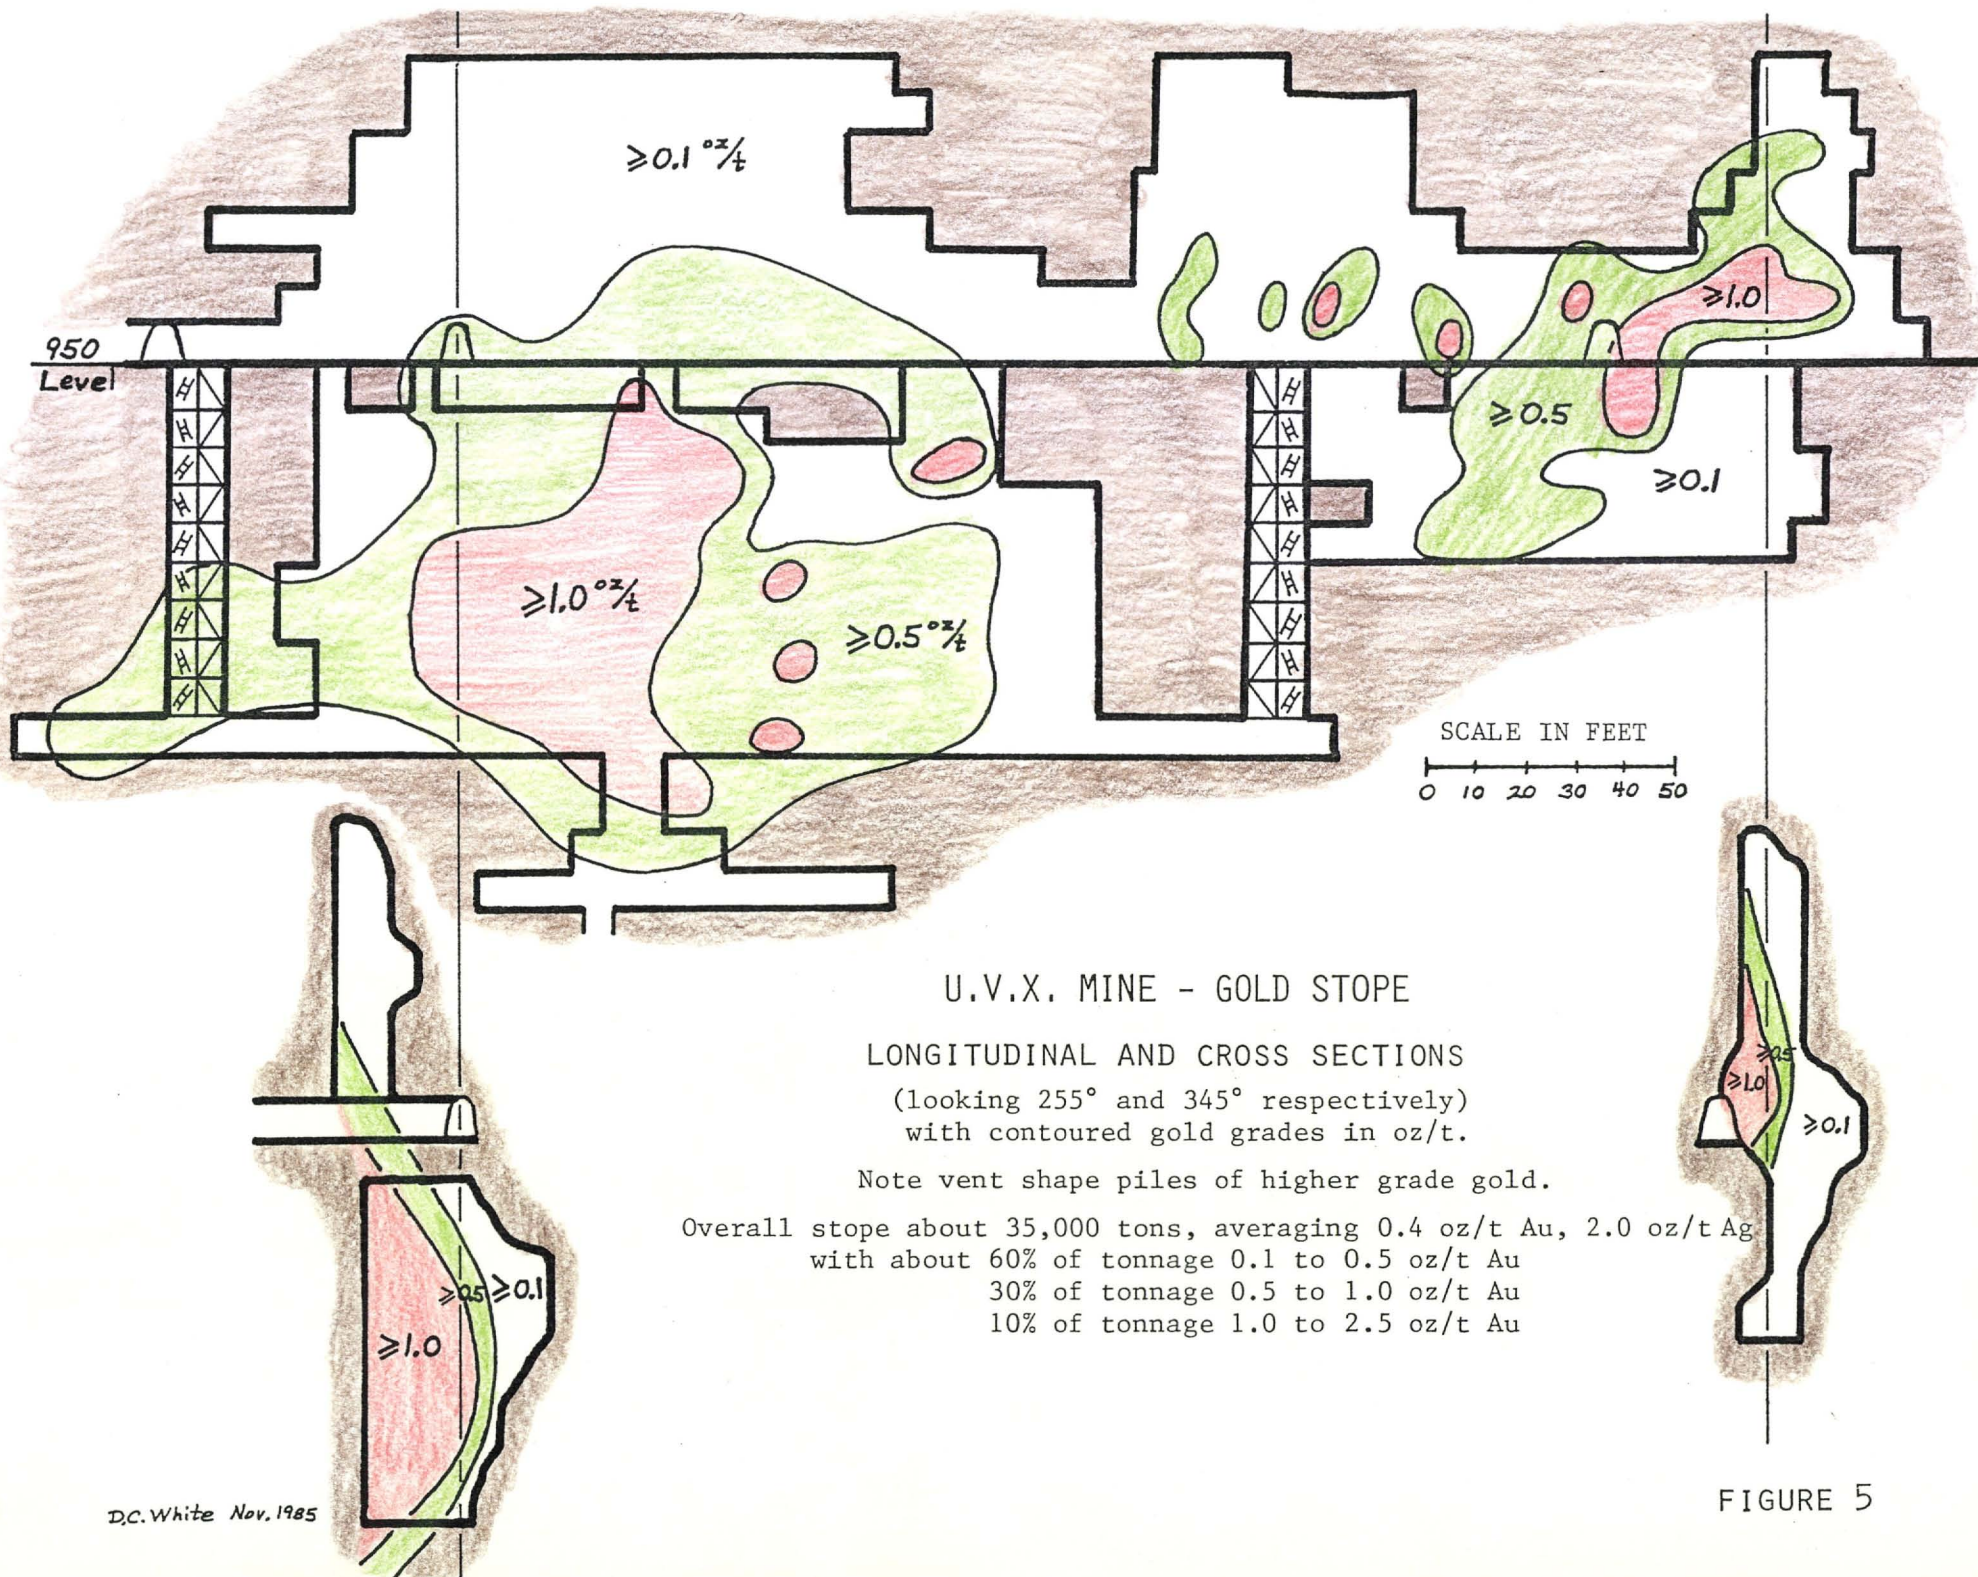 ≥0.1 oz/t
≥1.0
950
Level
≥0.5
≥0.1
≥1.0 oz/t
≥0.5 oz/t
SCALE IN FEET
0 10 20 30 40 50
U.V.X. MINE - GOLD STOPE
LONGITUDINAL AND CROSS SECTIONS
(looking 255° and 345° respectively)
with contoured gold grades in oz/t.
Note vent shape piles of higher grade gold.
Overall stope about 35,000 tons, averaging 0.4 oz/t Au, 2.0 oz/t Ag
with about 60% of tonnage 0.1 to 0.5 oz/t Au
30% of tonnage 0.5 to 1.0 oz/t Au
10% of tonnage 1.0 to 2.5 oz/t Au
≥0.5
≥1.0
≥0.1
≥0.5
≥0.1
≥1.0
D.C. White Nov. 1985
FIGURE 5